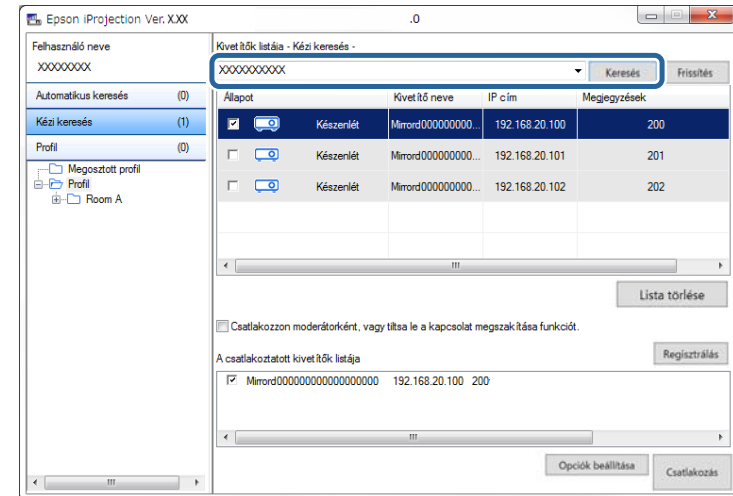 Epson iProjection Ver. X.XX .0
Felhasználó neve
XXXXXXXX
Automatikus keresés (0)
Kézi keresés (1)
Profil (0)
Megosztott profil
Profil
Room A
Kivetítők listája - Kézi keresés -
XXXXXXXXXX Keresés Frissítés
Állapot Kivetítő neve IP cím Megjegyzések
Készenlét Mirrord000000000... 192.168.20.100 200
Készenlét Mirrord000000000... 192.168.20.101 201
Készenlét Mirrord000000000... 192.168.20.102 202
Lista törlése
Csatlakozzon moderátorként, vagy tiltsa le a kapcsolat megszakítása funkciót.
A csatlakoztatott kivetítők listája Regisztrálás
Mirrord000000000000000000 192.168.20.100 200
Opciók beállítása Csatlakozás